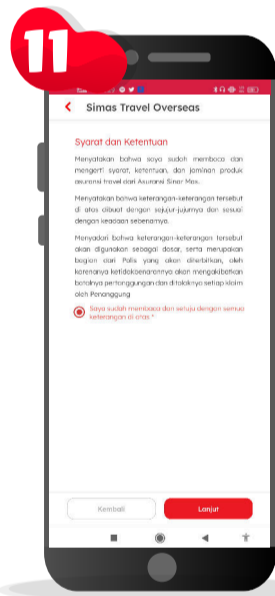 11
Simas Travel Overseas
Syarat dan Ketentuan
Menyatakan bahwa saya sudah membaca dan
mengerti syarat, ketentuan, dan jaminan produk
asuransi travel dari Asuransi Sinar Mas.
Menyatakan bahwa keterangan-keterangan tersebut
di atas dibuat dengan sejujur-jujurnya dan sesuai
dengan keadaan sebenarnya.
Menyadari bahwa keterangan-keterangan tersebut
akan digunakan sebagai dasar, serta merupakan
bagian dari Polis yang akan diterbitkan, oleh
karenanya ketidakbenarannya akan mengakibatkan
batalnya pertanggungan dan ditolaknya setiap klaim
oleh Penanggung
Saya sudah membaca dan setuju dengan semua
keterangan di atas *
Kembali
Lanjut